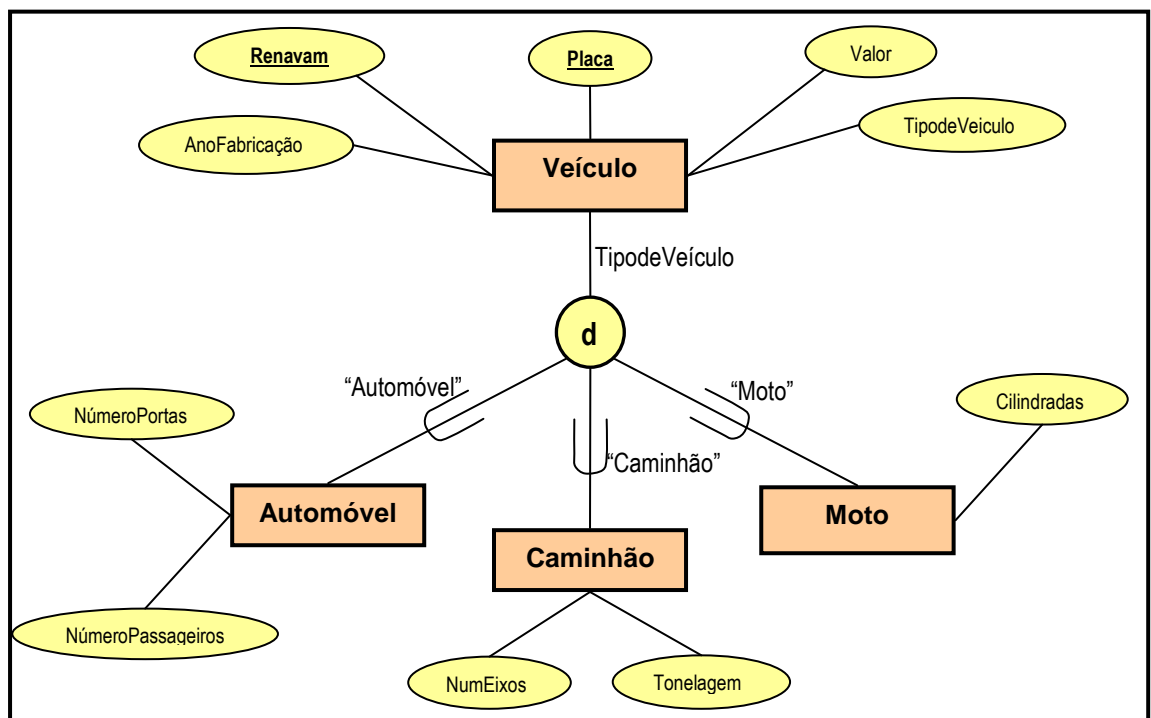 Renavam
Placa
Valor
AnoFabricação
TipodeVeiculo
Veículo
TipodeVeículo
d
“Automóvel”
“Moto”
“Caminhão”
NúmeroPortas
Cilindradas
Automóvel
Moto
Caminhão
NúmeroPassageiros
NumEixos
Tonelagem